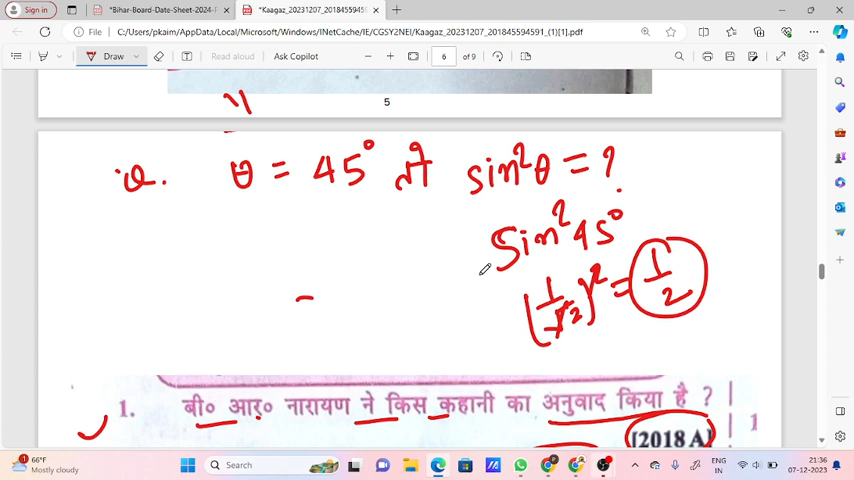 Sign in
*Bihar-Board-Date-Sheet-2024-
*Kaagaz_20231207_2018455945​91
C:/Users/pkaim/AppData/Local/Microsoft/Windows/INetCache/IE/CGSY2NEI/Kaagaz_20231207_201845594591_(1)[1].pdf
Draw Read aloud Ask Copilot 6 of 9
5
θ = 45° तो sin²θ = ?
Sin²45°
(1/√2)² = 1/2
1. बी० आर० नारायण ने किस कहानी का अनुवाद किया है ?
[2018 A]
1
66°F
Mostly cloudy
Search
ENG
IN
21:36
07-12-2023